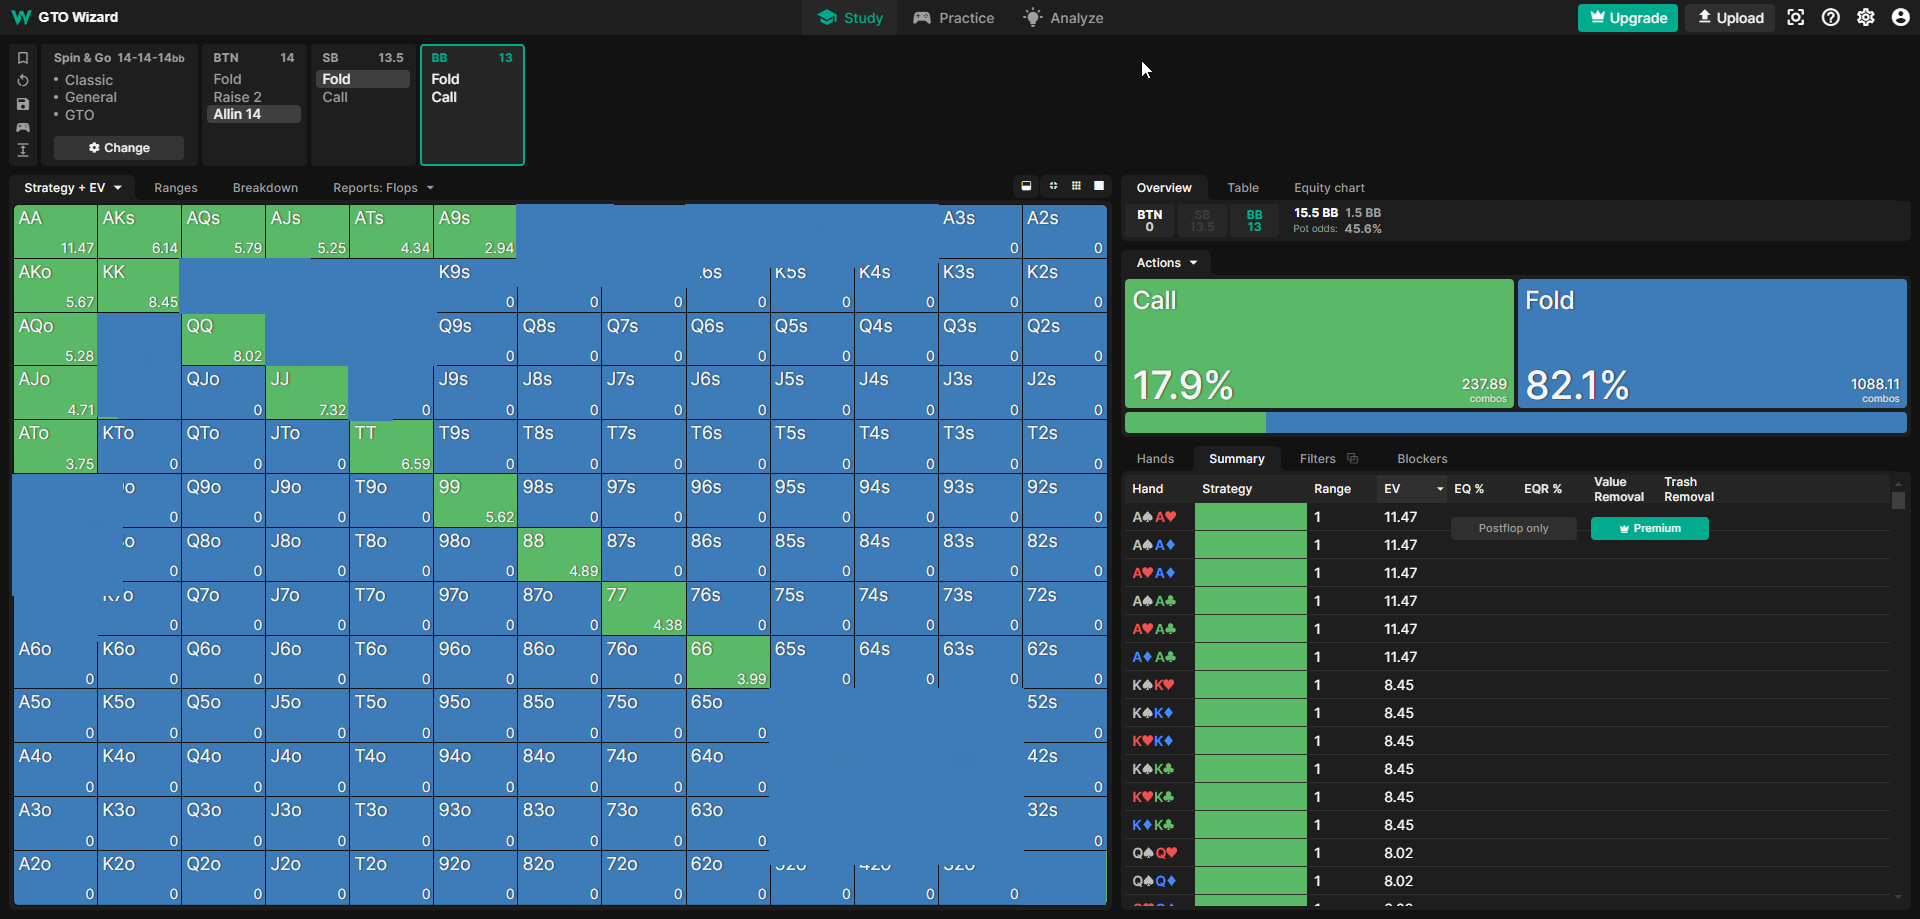 GTO Wizard
Study
Practice
Analyze
Upgrade
Upload
Spin & Go 14-14-14bb
• Classic
• General
• GTO
Change
BTN 14
Fold
Raise 2
Allin 14
SB 13.5
Fold
Call
BB 13
Fold
Call
Strategy + EV
Ranges
Breakdown
Reports: Flops
AA AKs AQs AJs ATs A9s A3s A2s
11.47 6.14 5.79 5.25 4.34 2.94 0 0
AKo KK K9s K5s K4s K3s K2s
5.67 8.45 0 0 0 0 0 0 0 0
AQo QQ Q9s Q8s Q7s Q6s Q5s Q4s Q3s Q2s
5.28 8.02 0 0 0 0 0 0 0 0
AJo QJo JJ J9s J8s J7s J6s J5s J4s J3s J2s
4.71 0 7.32 0 0 0 0 0 0 0 0 0
ATo KTo QTo JTo TT T9s T8s T7s T6s T5s T4s T3s T2s
3.75 0 0 0 6.59 0 0 0 0 0 0 0 0
Q9o J9o T9o 99 98s 97s 96s 95s 94s 93s 92s
0 0 0 0 5.62 0 0 0 0 0 0 0
Q8o J8o T8o 98o 88 87s 86s 85s 84s 83s 82s
0 0 0 0 0 4.89 0 0 0 0 0 0
Q7o J7o T7o 97o 87o 77 76s 75s 74s 73s 72s
0 0 0 0 0 0 4.38 0 0 0 0 0
A6o K6o Q6o J6o T6o 96o 86o 76o 66 65s 64s 63s 62s
0 0 0 0 0 0 0 0 3.99 0 0 0 0
A5o K5o Q5o J5o T5o 95o 85o 75o 65o 52s
0 0 0 0 0 0 0 0 0 0
A4o K4o Q4o J4o T4o 94o 84o 74o 64o 42s
0 0 0 0 0 0 0 0 0 0
A3o K3o Q3o J3o T3o 93o 83o 73o 63o 32s
0 0 0 0 0 0 0 0 0 0
A2o K2o Q2o J2o T2o 92o 82o 72o 62o
0 0 0 0 0 0 0 0 0 0 0 0
Overview
Table
Equity chart
BTN 0
SB 13.5
BB 13
15.5 BB 1.5 BB
Pot odds: 45.6%
Actions
Call
17.9%
237.89 combos
Fold
82.1%
1088.11 combos
Hands
Summary
Filters
Blockers
Hand Strategy Range EV EQ % EQR % Value Removal Trash Removal
Postflop only
Premium
A♠A♥ 1 11.47
A♠A♦ 1 11.47
A♥A♦ 1 11.47
A♠A♣ 1 11.47
A♥A♣ 1 11.47
A♦A♣ 1 11.47
K♠K♥ 1 8.45
K♠K♦ 1 8.45
K♥K♦ 1 8.45
K♠K♣ 1 8.45
K♥K♣ 1 8.45
K♦K♣ 1 8.45
Q♠Q♥ 1 8.02
Q♠Q♦ 1 8.02